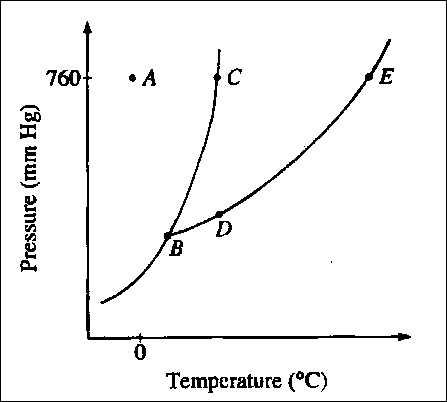 760
A
C
E
D
B
0
Pressure (mm Hg)
Temperature (°C)